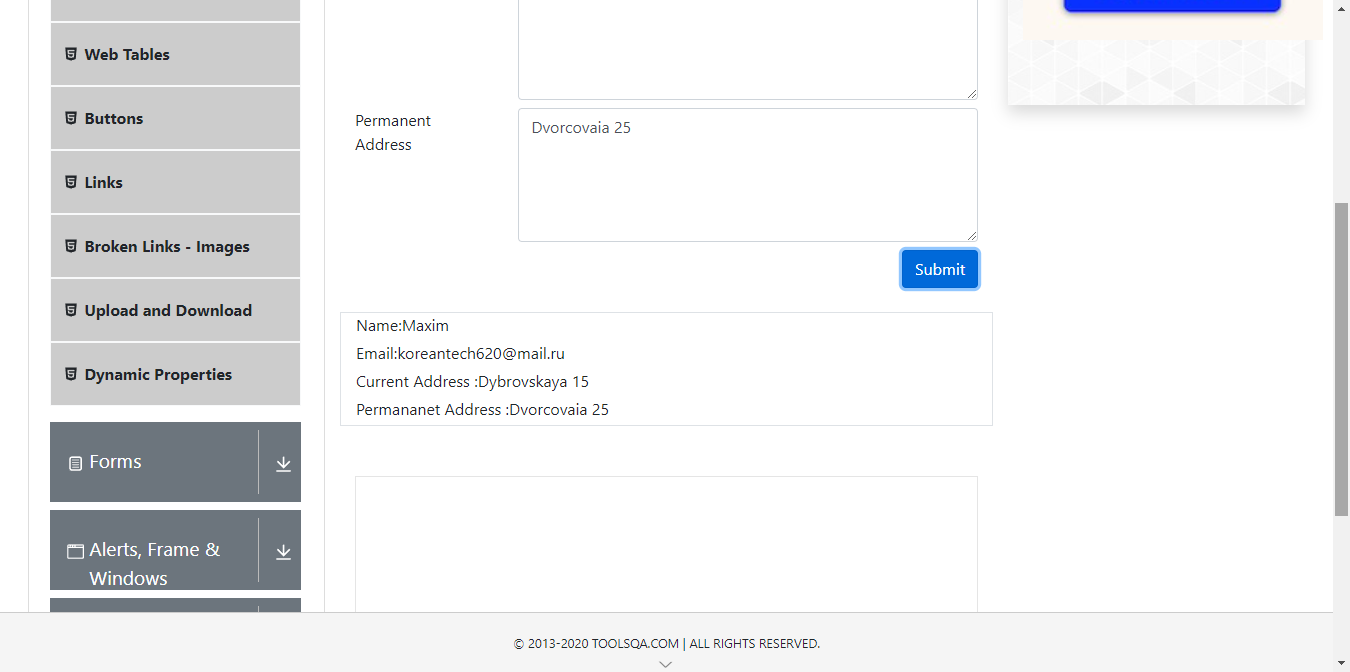 Web Tables
Buttons
Links
Broken Links - Images
Upload and Download
Dynamic Properties
Forms
Alerts, Frame &
Windows
Permanent
Address
Dvorcovaia 25
Submit
Name:Maxim
Email:koreantech620@mail.ru
Current Address :Dybrovskaya 15
Permananet Address :Dvorcovaia 25
© 2013-2020 TOOLSQA.COM | ALL RIGHTS RESERVED.